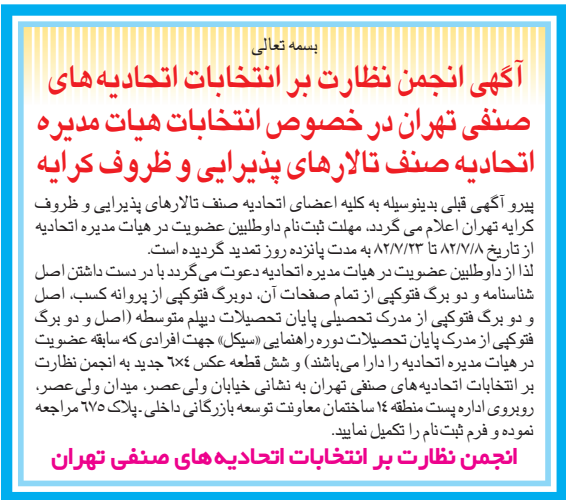 بسمه تعالی
آگهی انجمن نظارت بر انتخابات اتحادیه های
صنفی تهران در خصوص انتخابات هیات مدیره
اتحادیه صنف تالارهای پذیرایی و ظروف کرایه
پیرو آگهی قبلی بدینوسیله به کلیه اعضای اتحادیه صنف تالارهای پذیرایی و ظروف
کرایه تهران اعلام می گردد، مهلت ثبت‌نام داوطلبین عضویت در هیات مدیره اتحادیه
از تاریخ ۸۲/۷/۸ تا ۸۲/۷/۲۳ به مدت پانزده روز تمدید گردیده است.
لذا از داوطلبین عضویت در هیات مدیره اتحادیه دعوت می‌گردد با در دست داشتن اصل
شناسنامه و دو برگ فتوکپی از تمام صفحات آن، دوبرگ فتوکپی از پروانه کسب، اصل
و دو برگ فتوکپی از مدرک تحصیلی پایان تحصیلات دیپلم متوسطه (اصل و دو برگ
فتوکپی از مدرک پایان تحصیلات دوره راهنمایی «سیکل» جهت افرادی که سابقه عضویت
در هیات مدیره اتحادیه را دارا می‌باشند) و شش قطعه عکس ۴×۶ جدید به انجمن نظارت
بر انتخابات اتحادیه های صنفی تهران به نشانی خیابان ولی‌عصر، میدان ولی‌عصر،
روبروی اداره پست منطقه ۱۴ ساختمان معاونت توسعه بازرگانی داخلی ـ پلاک ۶۷۵ مراجعه
نموده و فرم ثبت‌نام را تکمیل نمایید.
انجمن نظارت بر انتخابات اتحادیه‌های صنفی تهران